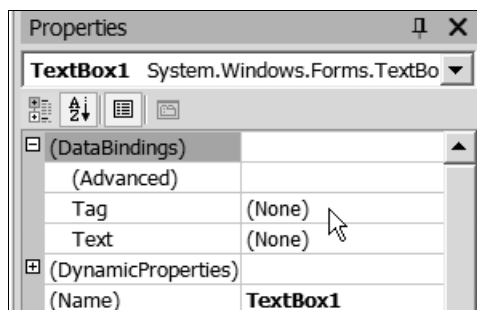 Properties
TextBox1 System.Windows.Forms.TextBo
(DataBindings)
(Advanced)
Tag (None)
Text (None)
(DynamicProperties)
(Name) TextBox1